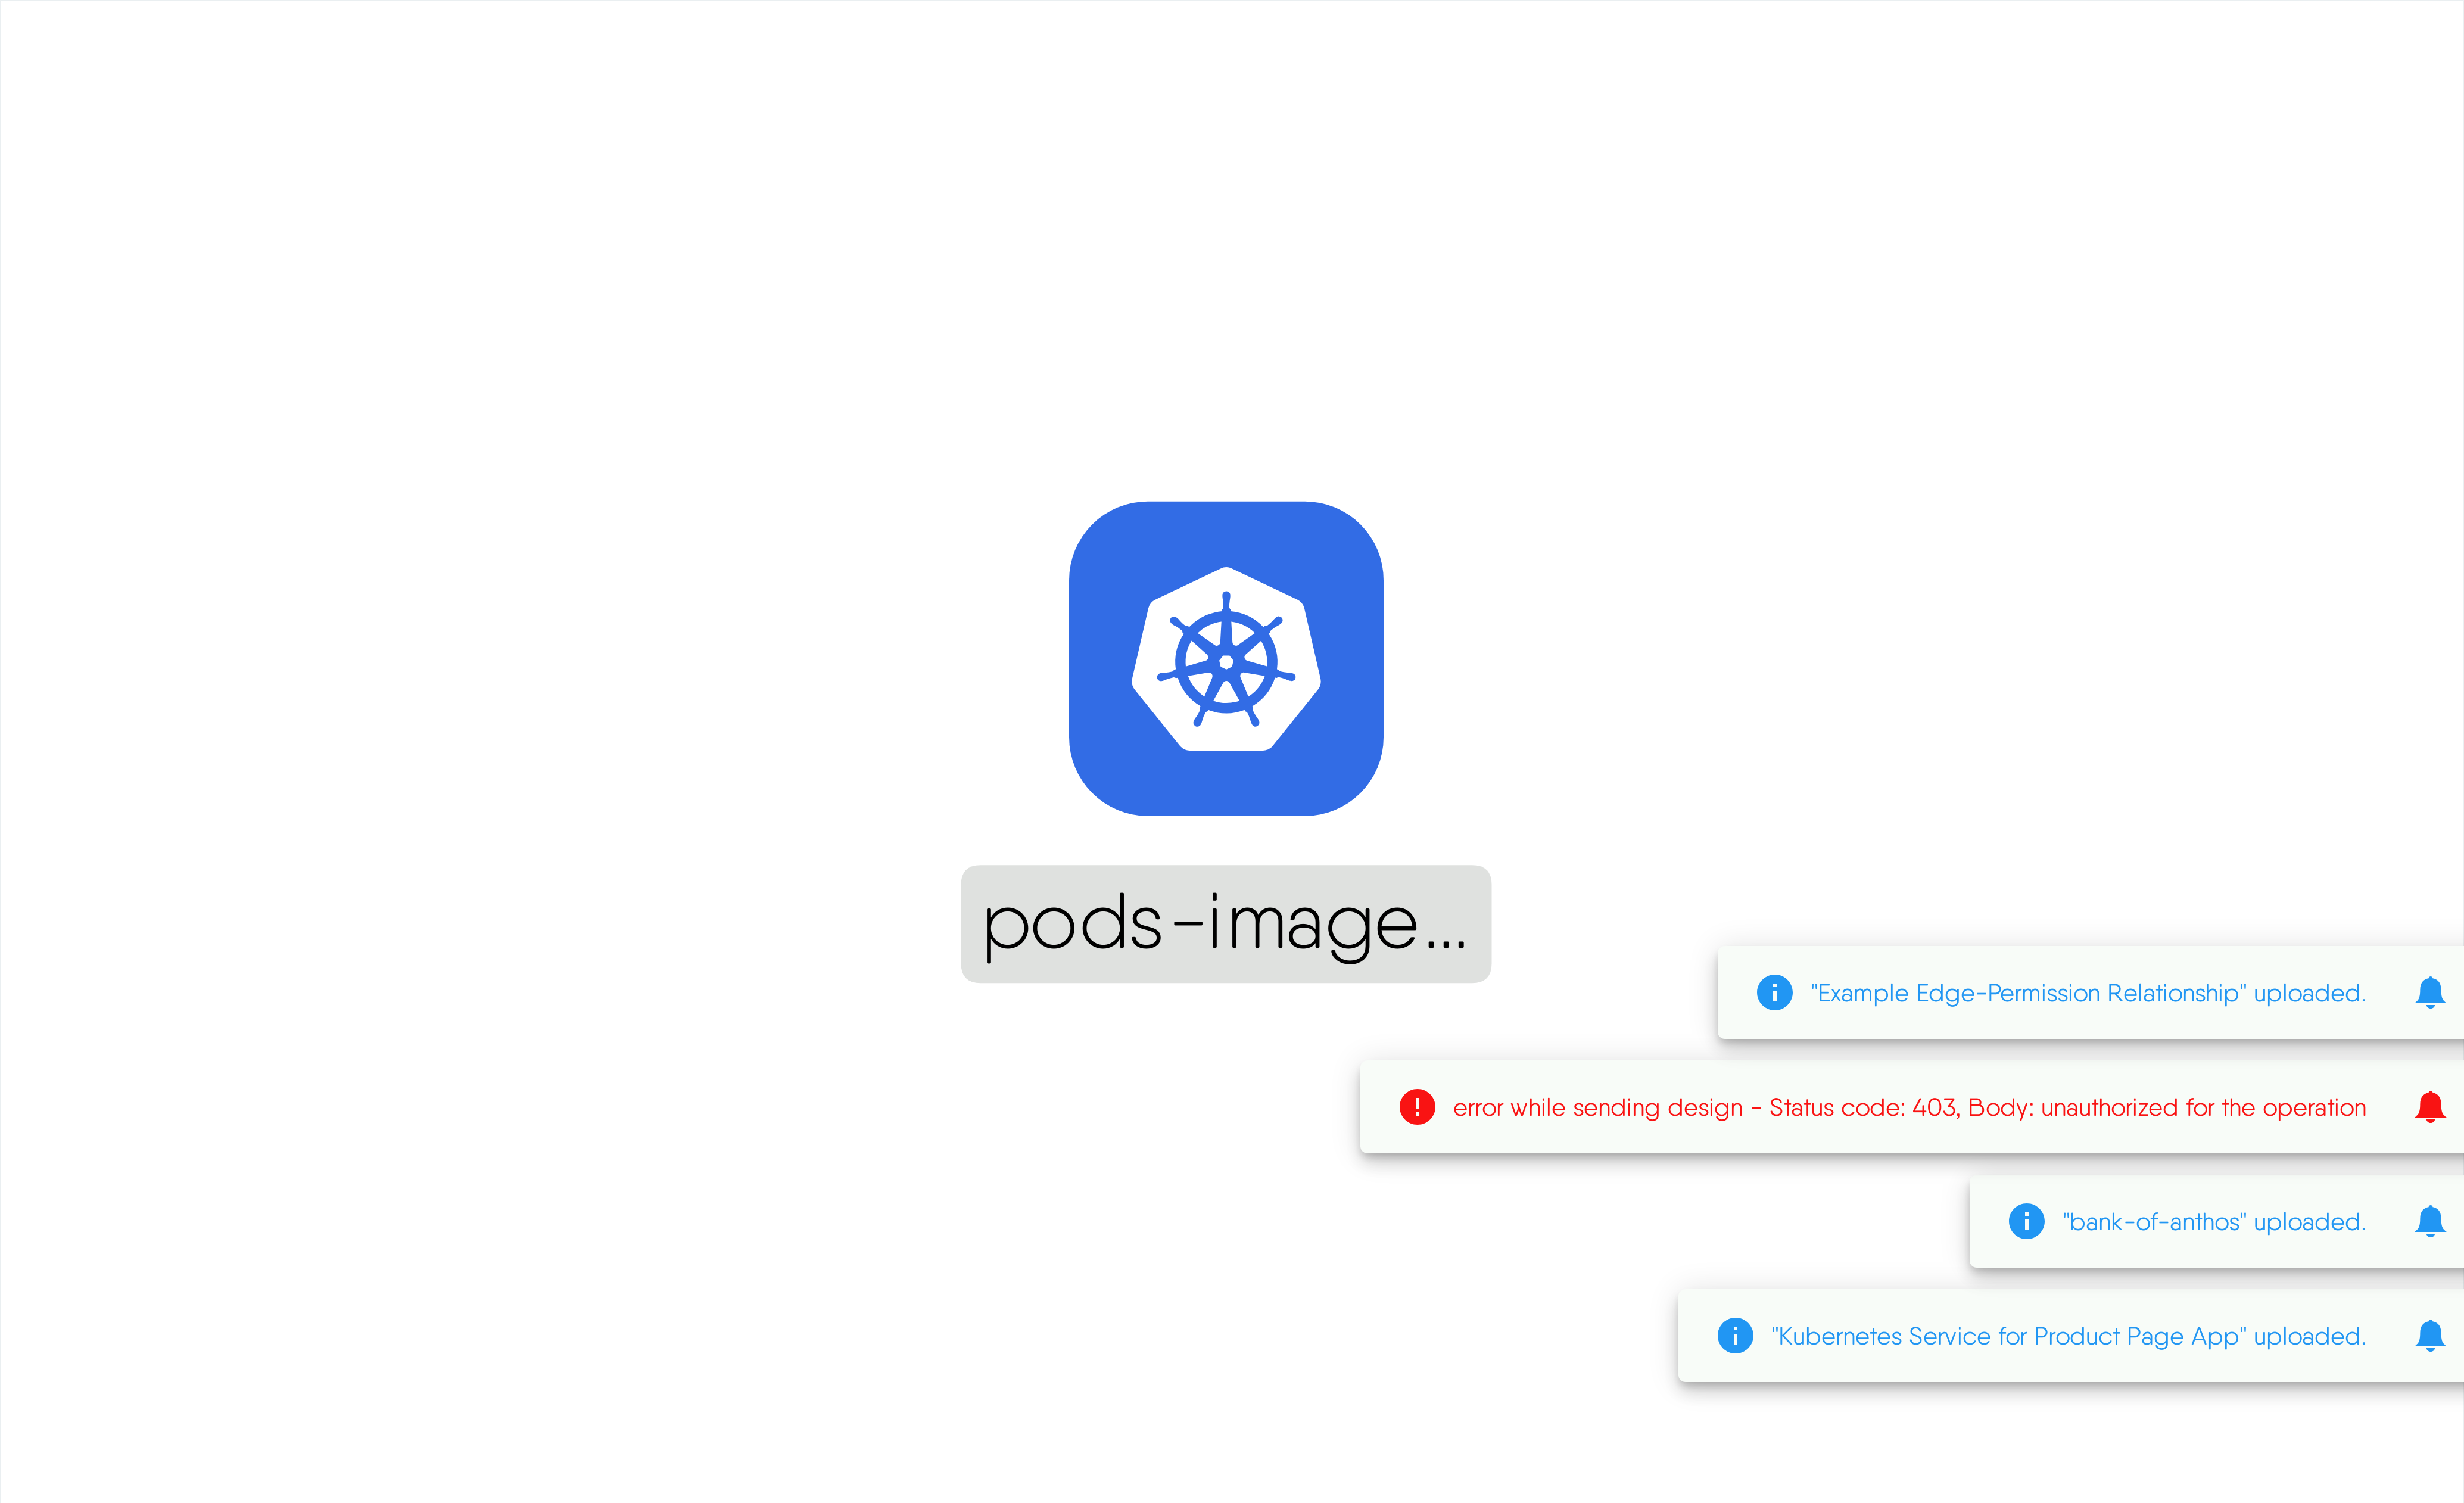 pods-image...
"Example Edge-Permission Relationship" uploaded.
error while sending design - Status code: 403, Body: unauthorized for the operation
"bank-of-anthos" uploaded.
"Kubernetes Service for Product Page App" uploaded.